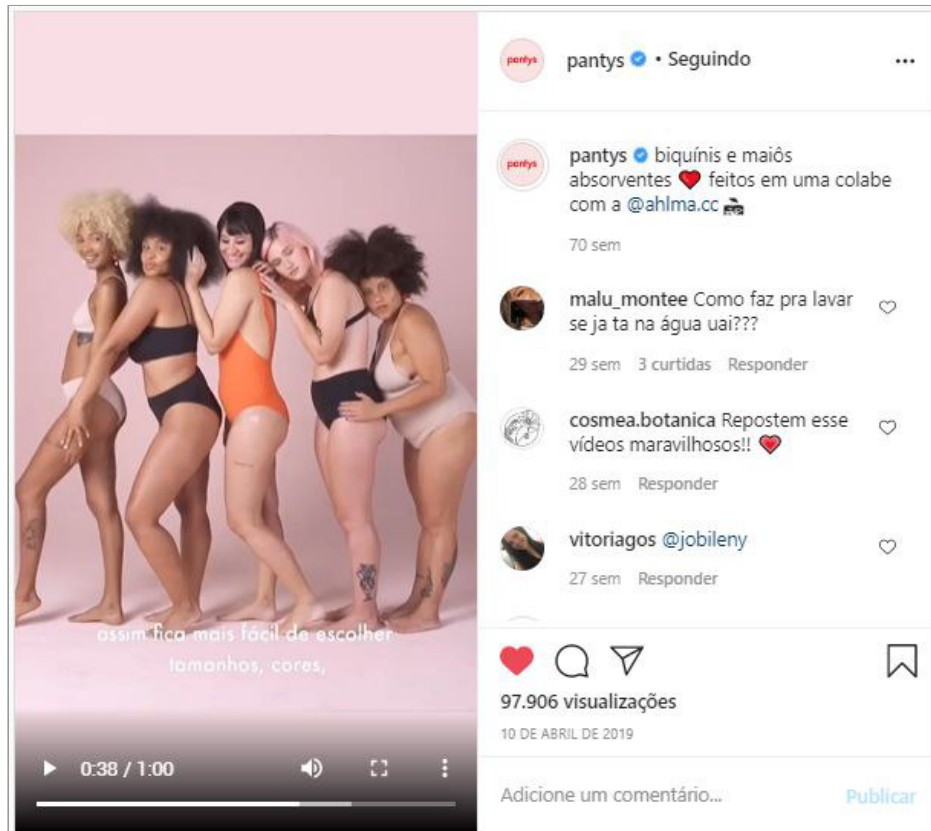 pantys
pantys • Seguindo
pantys
pantys biquínis e maiôs
absorventes ❤️ feitos em uma colabe
com a @ahlma.cc
70 sem
malu_montee Como faz pra lavar
se ja ta na água uai???
29 sem 3 curtidas Responder
cosmea.botanica Repostem esse
vídeos maravilhosos!! ❤️
28 sem Responder
vitoriagos @jobileny
27 sem Responder
assim fica mais fácil de escolher
tamanhos, cores,
0:38 / 1:00
97.906 visualizações
10 DE ABRIL DE 2019
Adicione um comentário... Publicar